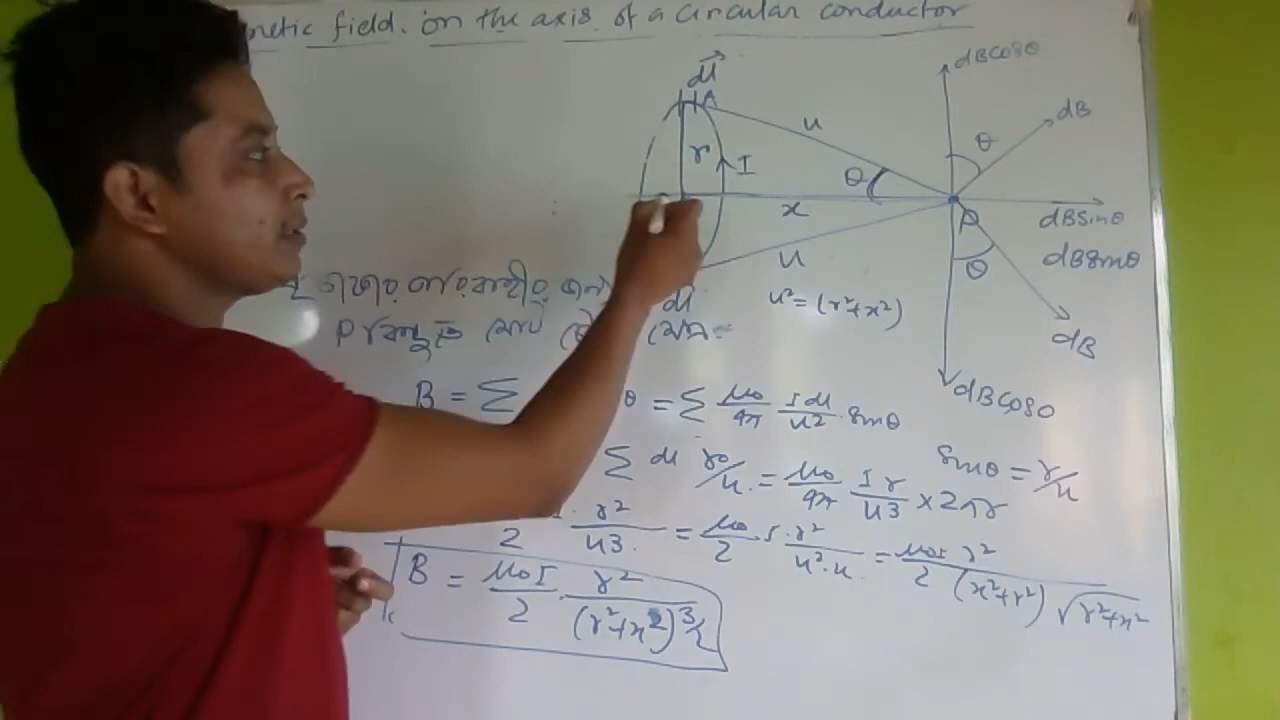 netic field. on the axis of a circular conductor
dl
A
r
I
u
θ
x
u
dl
dBcosθ
dB
θ
P
dBsinθ
dBsinθ
θ
dB
dBcosθ
u² = (r²+x²)
P
B = Σ θ = Σ μ₀/4π Idl/u² · sinθ
Σ dl r/u = μ₀/4π Ir/u3 × 2πr
sinθ = r/u
2 · r²/u3. = μ₀/2 · I · r²/u²·u = μ₀I/2 r²/(x²+r²)√r²+x²
B = μ₀I/2 · r²/(r²+x²)^3/2